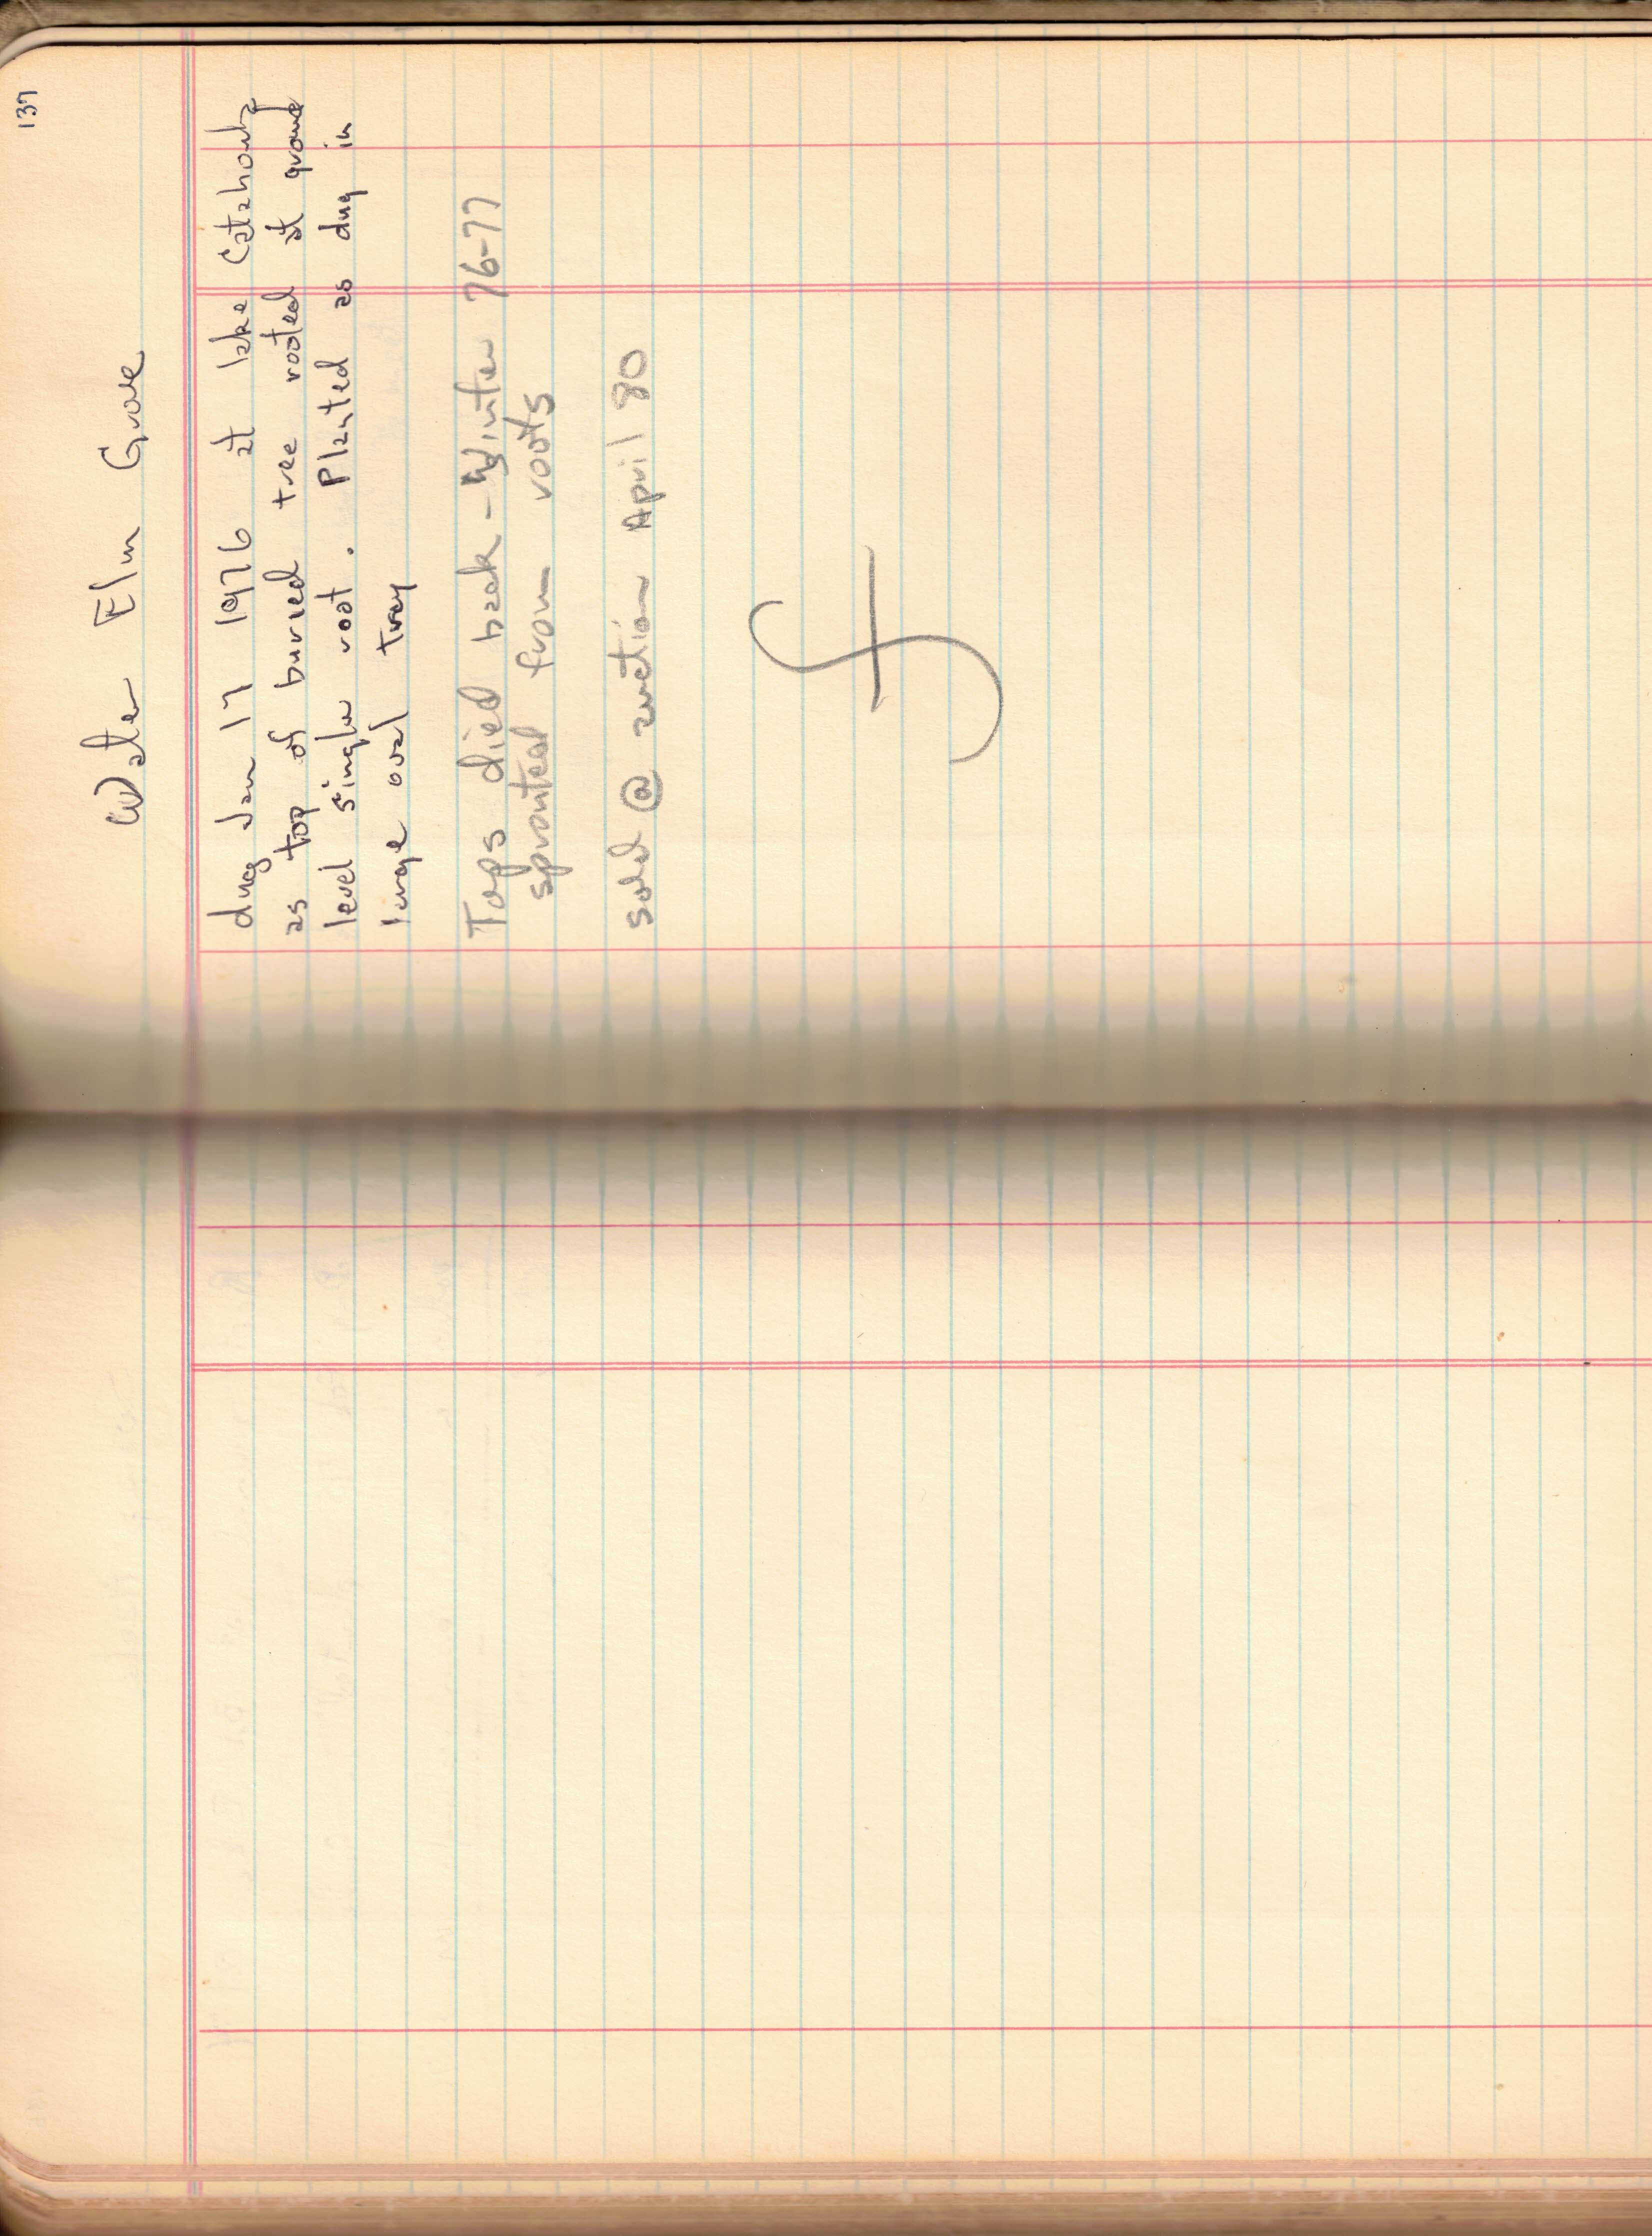 137
Water Elm Grove
dug Jan 17 1976 at lake Catahoula
as top of buried tree rooted at ground
level single root. Planted as dug in
large oval tray
Tops died back - Winter 76-77
sprouted from roots
sold @ auction April 80
f